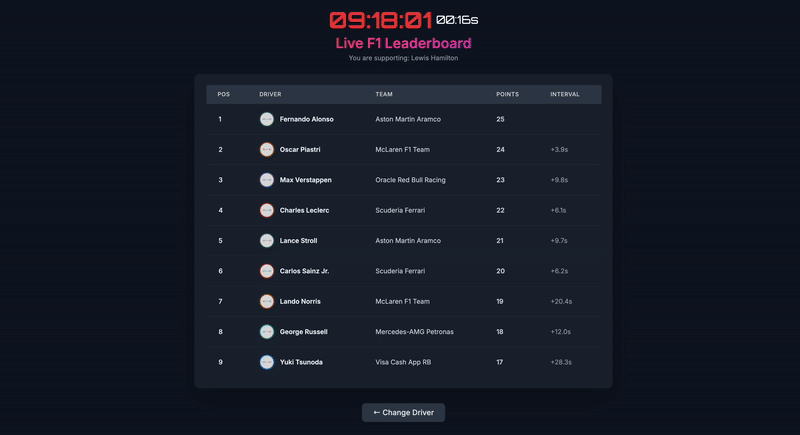 09:18:01 00:16s
Live F1 Leaderboard
You are supporting: Lewis Hamilton
POS DRIVER TEAM POINTS INTERVAL
1 Fernando Alonso Aston Martin Aramco 25
2 Oscar Piastri McLaren F1 Team 24 +3.9s
3 Max Verstappen Oracle Red Bull Racing 23 +9.8s
4 Charles Leclerc Scuderia Ferrari 22 +6.1s
5 Lance Stroll Aston Martin Aramco 21 +9.7s
6 Carlos Sainz Jr. Scuderia Ferrari 20 +6.2s
7 Lando Norris McLaren F1 Team 19 +20.4s
8 George Russell Mercedes-AMG Petronas 18 +12.0s
9 Yuki Tsunoda Visa Cash App RB 17 +28.3s
← Change Driver